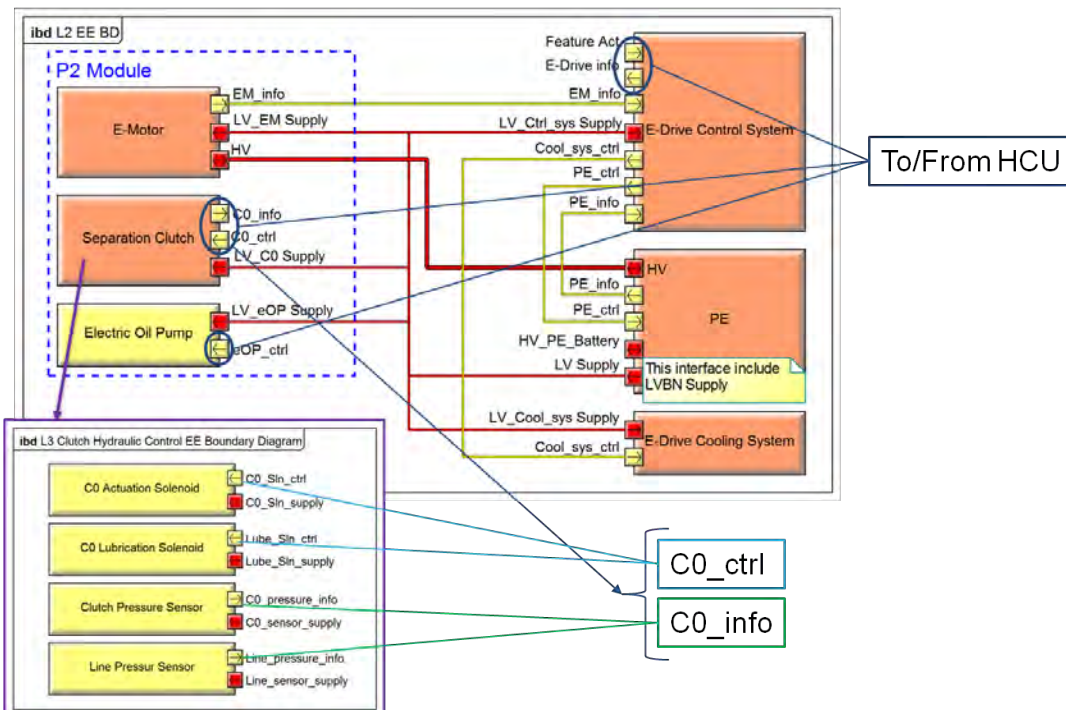 ibd L2 EE BD
P2 Module
E-Motor
EM_info
LV_EM Supply
HV
Separation Clutch
C0_info
C0_ctrl
LV_C0 Supply
Electric Oil Pump
LV_eOP Supply
eOP_ctrl
Feature Act
E-Drive info
EM_info
LV_Ctrl_sys Supply
Cool_sys_ctrl
PE_ctrl
PE_info
E-Drive Control System
HV
PE_info
PE_ctrl
HV_PE_Battery
LV Supply
PE
This interface include
LVBN Supply
LV_Cool_sys Supply
Cool_sys_ctrl
E-Drive Cooling System
To/From HCU
ibd L3 Clutch Hydraulic Control EE Boundary Diagram
C0 Actuation Solenoid
C0_Sln_ctrl
C0_Sln_supply
C0 Lubrication Solenoid
Lube_Sln_ctrl
Lube_Sln_supply
Clutch Pressure Sensor
C0_pressure_info
C0_sensor_supply
Line Pressur Sensor
Line_pressure_info
Line_sensor_supply
C0_ctrl
C0_info